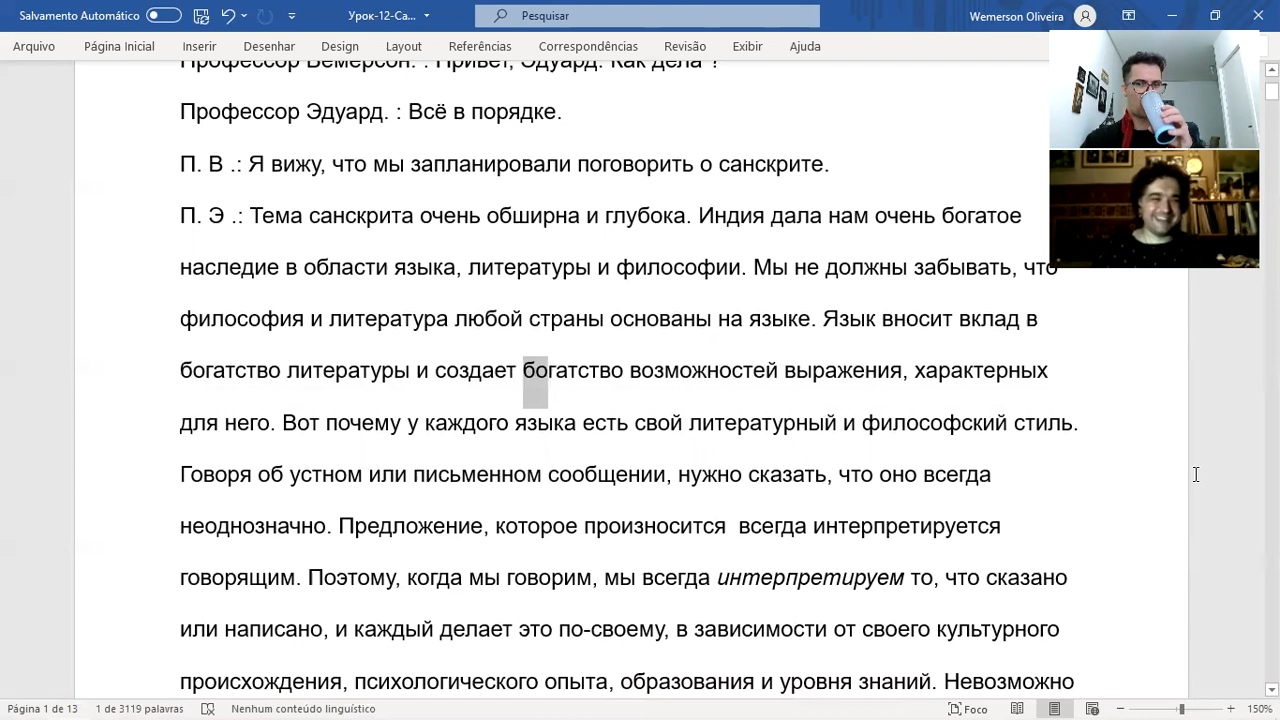 Salvamento Automático
Урок-12-Са...
Pesquisar
Wemerson Oliveira
Arquivo
Página Inicial
Inserir
Desenhar
Design
Layout
Referências
Correspondências
Revisão
Exibir
Ajuda
Профессор Вемерсон. : Привет, Эдуард. Как дела ?
Профессор Эдуард. : Всё в порядке.
П. В .: Я вижу, что мы запланировали поговорить о санскрите.
П. Э .: Тема санскрита очень обширна и глубока. Индия дала нам очень богатое
наследие в области языка, литературы и философии. Мы не должны забывать, что
философия и литература любой страны основаны на языке. Язык вносит вклад в
богатство литературы и создает богатство возможностей выражения, характерных
для него. Вот почему у каждого языка есть свой литературный и философский стиль.
Говоря об устном или письменном сообщении, нужно сказать, что оно всегда
неоднозначно. Предложение, которое произносится  всегда интерпретируется
говорящим. Поэтому, когда мы говорим, мы всегда интерпретируем то, что сказано
или написано, и каждый делает это по-своему, в зависимости от своего культурного
происхождения, психологического опыта, образования и уровня знаний. Невозможно
Página 1 de 13
1 de 3119 palavras
Nenhum conteúdo linguístico
Foco
150%